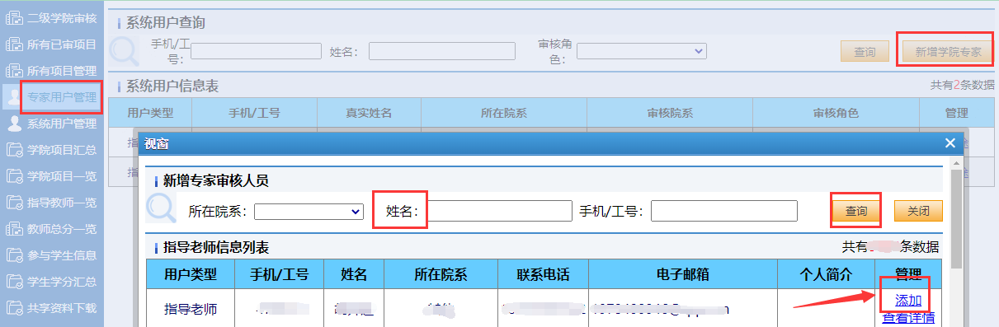 二级学院审核
所有已审项目
所有项目管理
专家用户管理
系统用户管理
学院项目汇总
学院项目一览
指导教师一览
教师总分一览
参与学生信息
学生学分汇总
共享资料下载
系统用户查询
手机/工号：
姓名：
审核角色：
查询
新增学院专家
系统用户信息表
共有2条数据
用户类型 手机/工号 真实姓名 所在院系 审核院系 审核角色 管理
指
指
视窗
新增专家审核人员
所在院系：
姓名：
手机/工号：
查询
关闭
指导老师信息列表
共有 条数据
用户类型 手机/工号 姓名 所在院系 联系电话 电子邮箱 个人简介 管理
指导老师
添加
查看详情